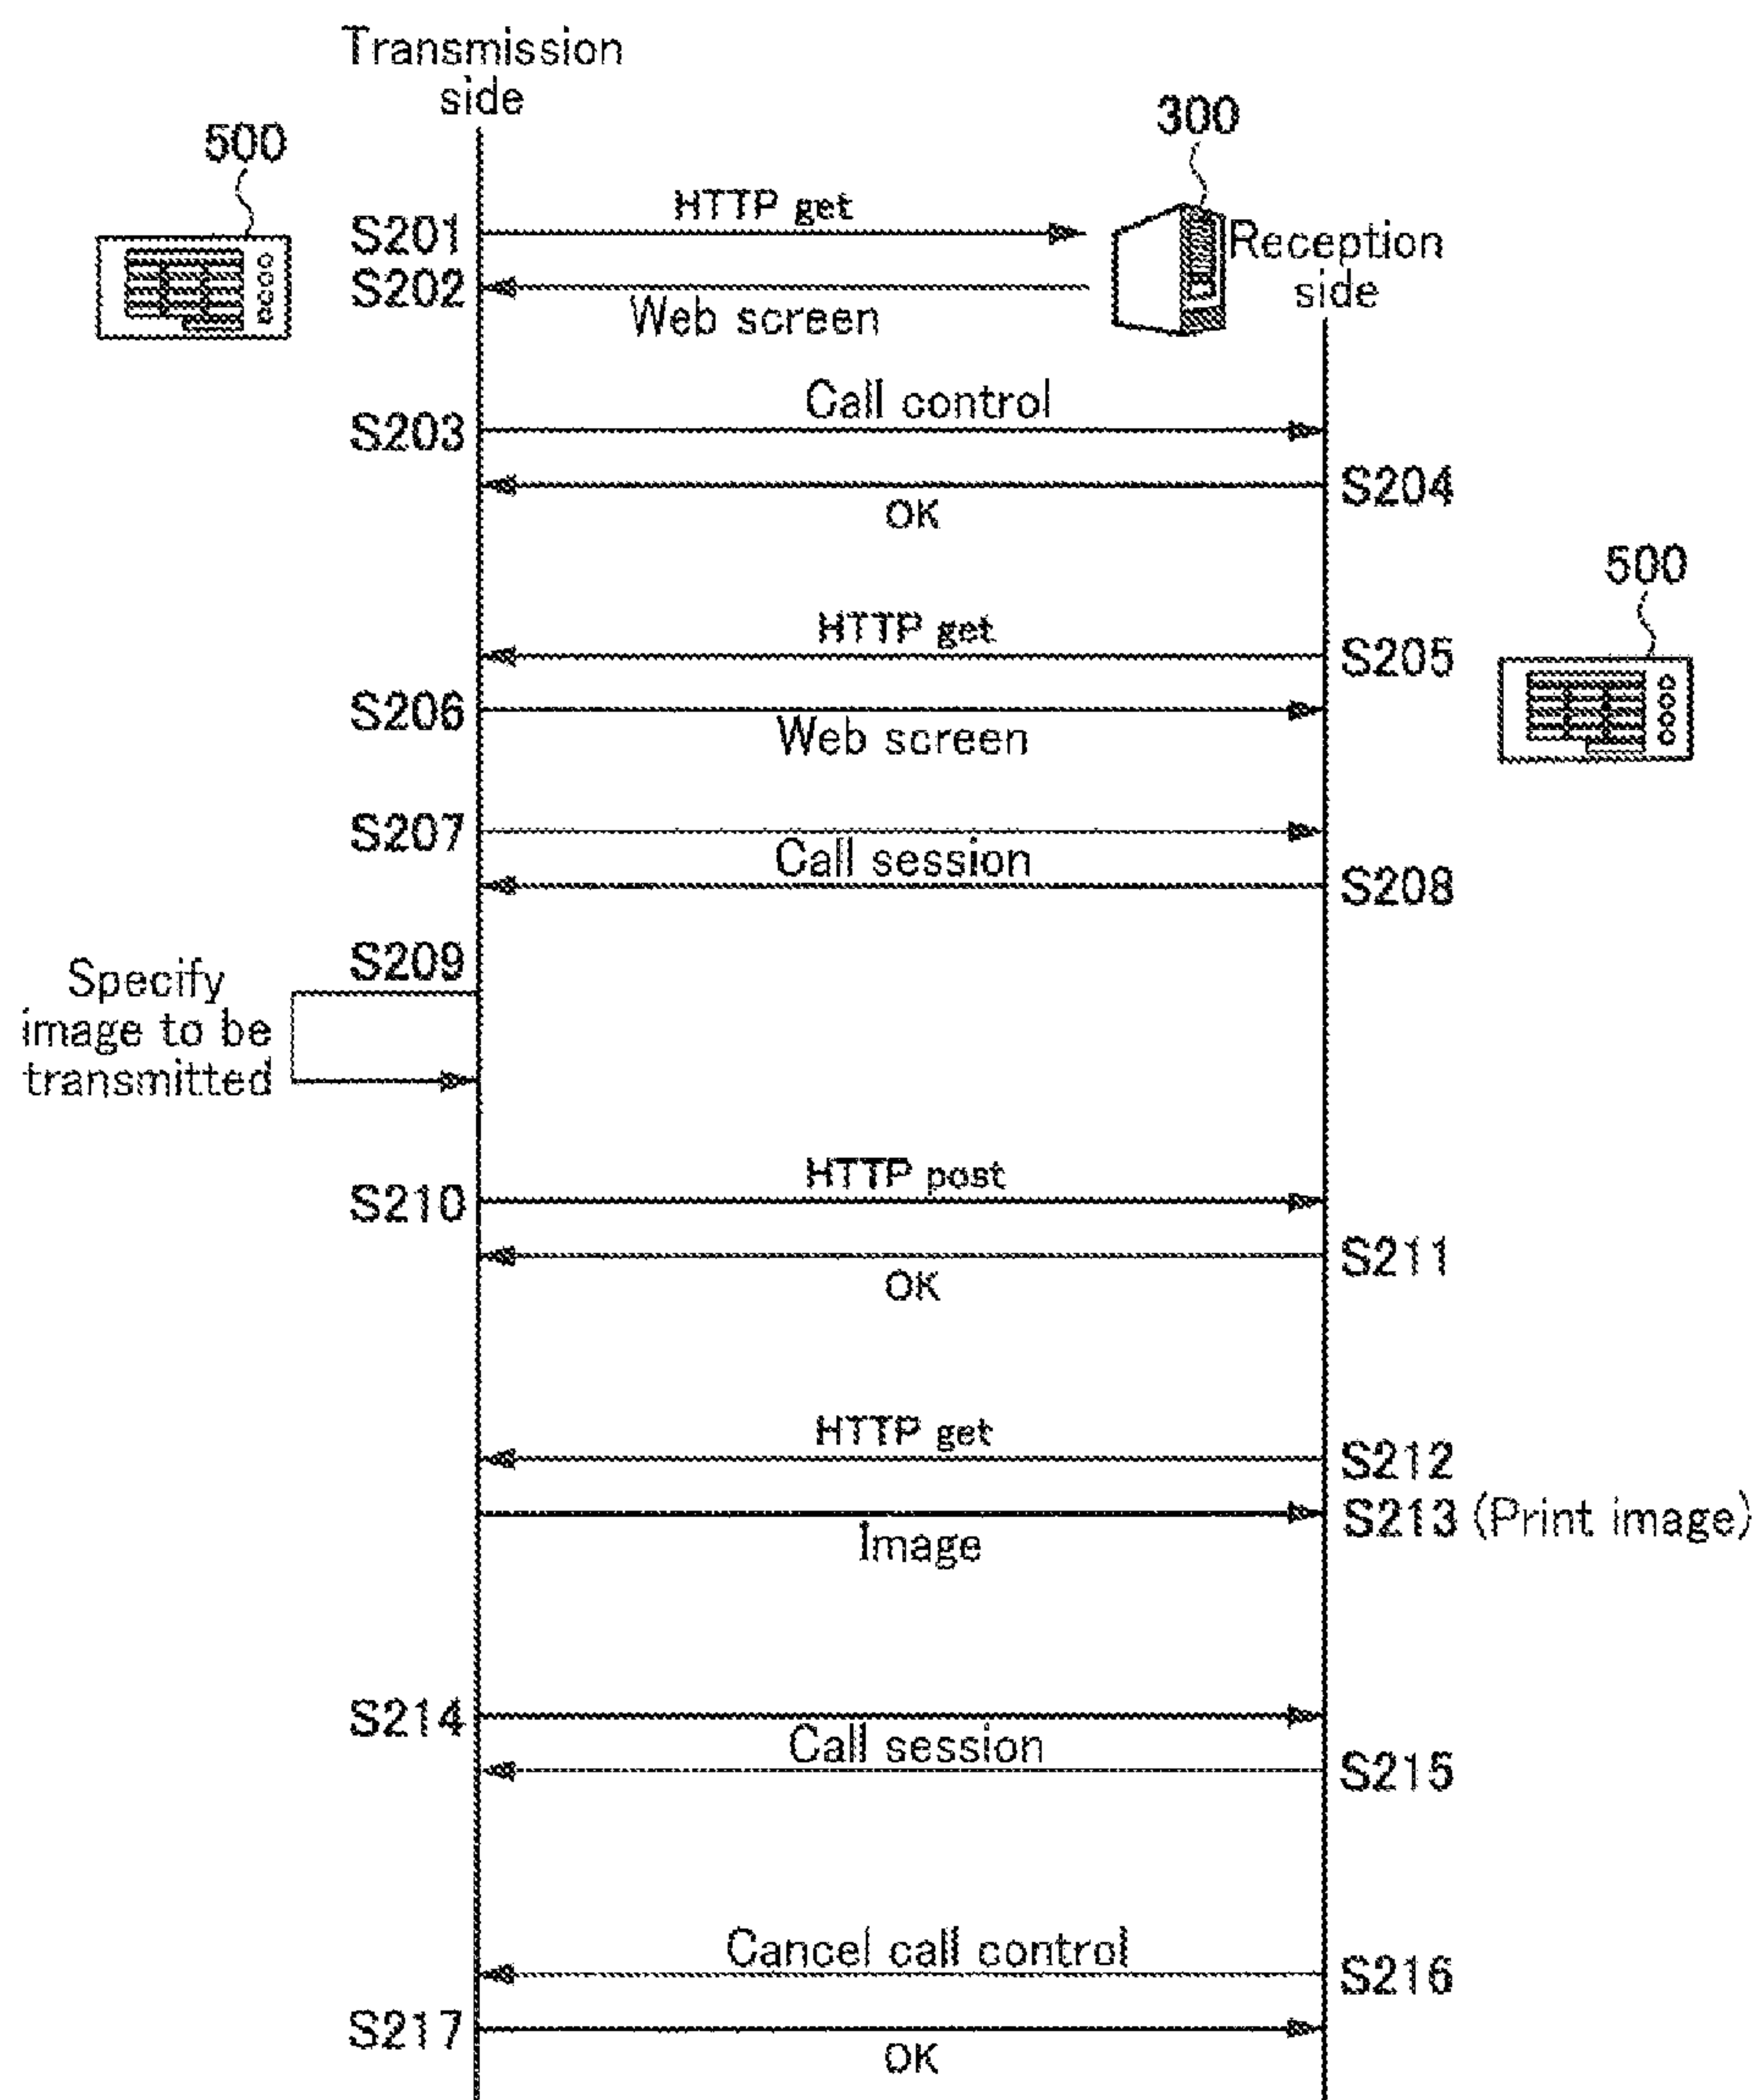 Transmission
side
500
300
HTTP get
S201
Reception
side
S202
Web screen
Call control
S203
S204
OK
500
HTTP get
S205
S206
Web screen
S207
Call session
S208
S209
Specify
image to be
transmitted
HTTP post
S210
S211
OK
HTTP get
S212
S213 (Print image)
Image
S214
Call session
S215
Cancel call control
S216
S217
OK